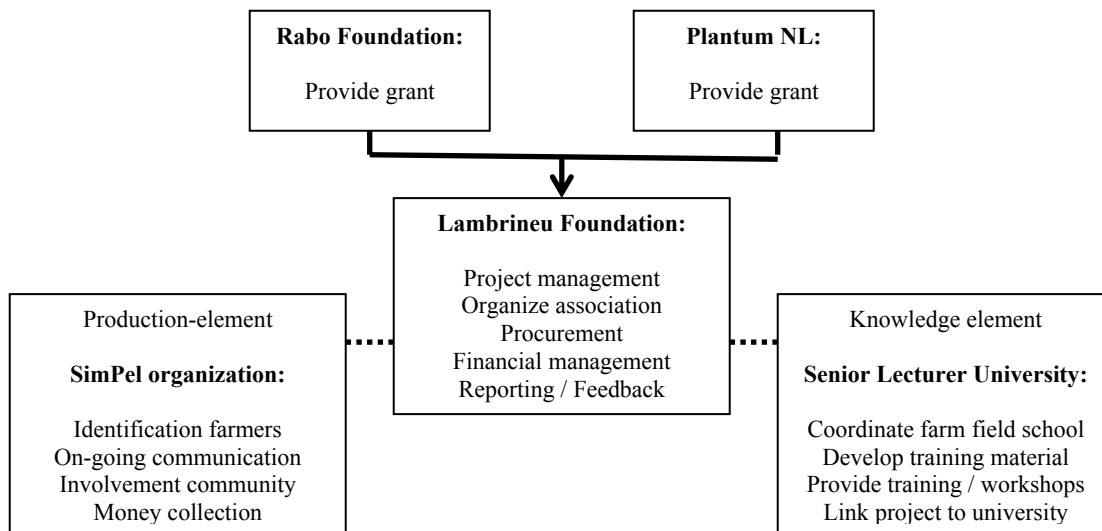 Rabo Foundation:
Provide grant
Plantum NL:
Provide grant
Lambrineu Foundation:
Project management
Organize association
Procurement
Financial management
Reporting / Feedback
Production-element
SimPel organization:
Identification farmers
On-going communication
Involvement community
Money collection
Knowledge element
Senior Lecturer University:
Coordinate farm field school
Develop training material
Provide training / workshops
Link project to university